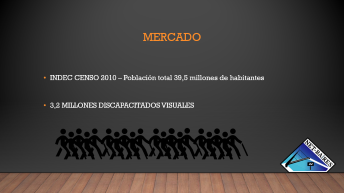 MERCADO
• INDEC CENSO 2010 – Población total 39,5 millones de habitantes
• 3,2 MILLONES DISCAPACITADOS VISUALES